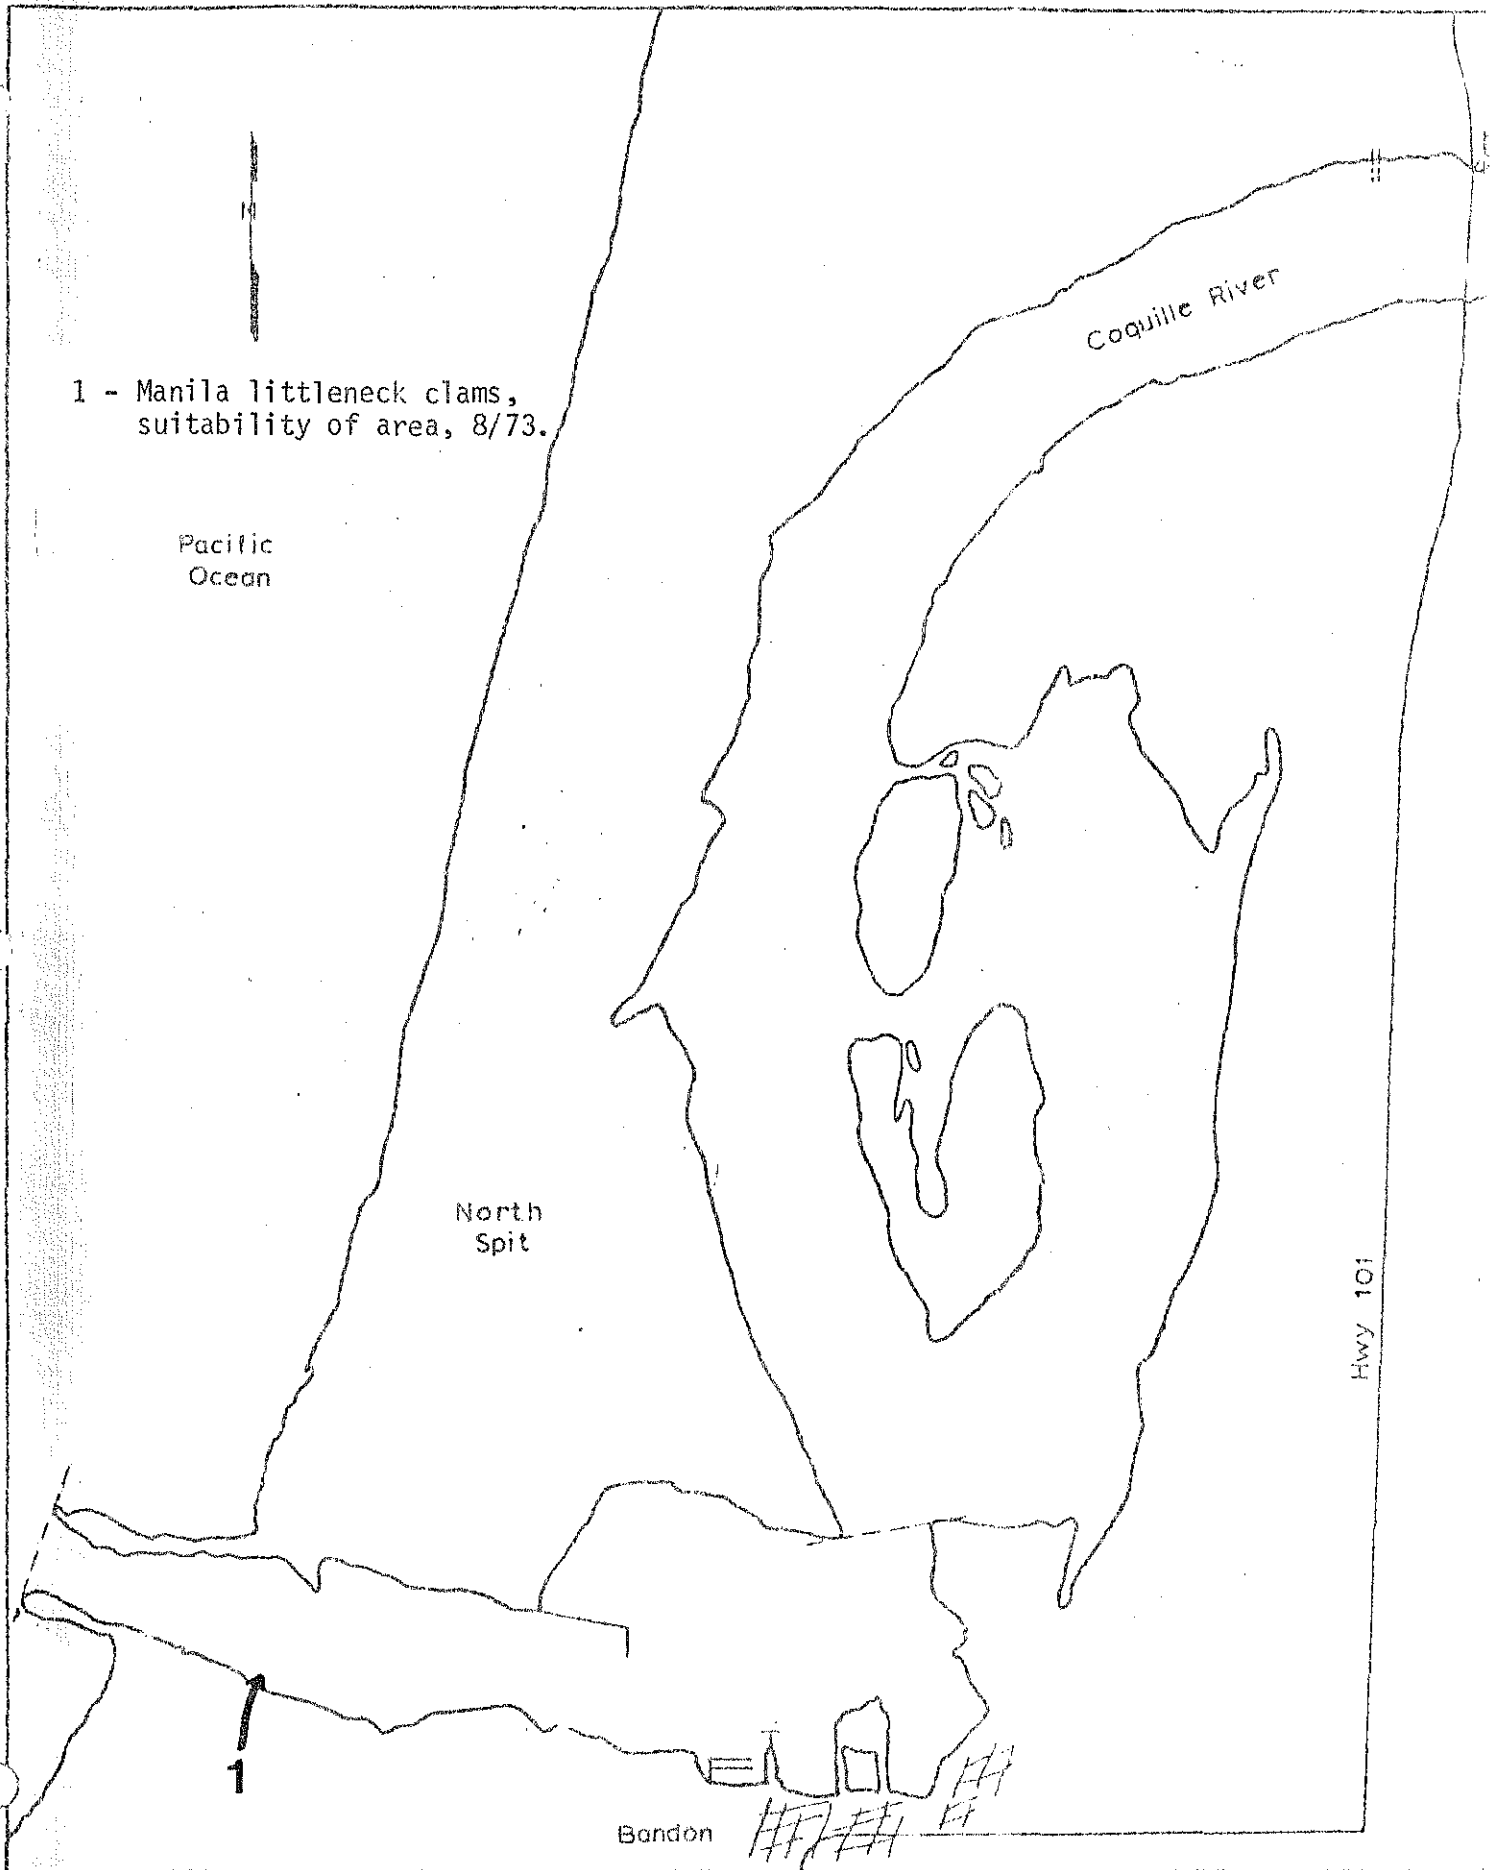 N
Coquille River
1 - Manila littleneck clams,
suitability of area, 8/73.
Pacific
Ocean
North
Spit
Hwy 101
1
Bandon